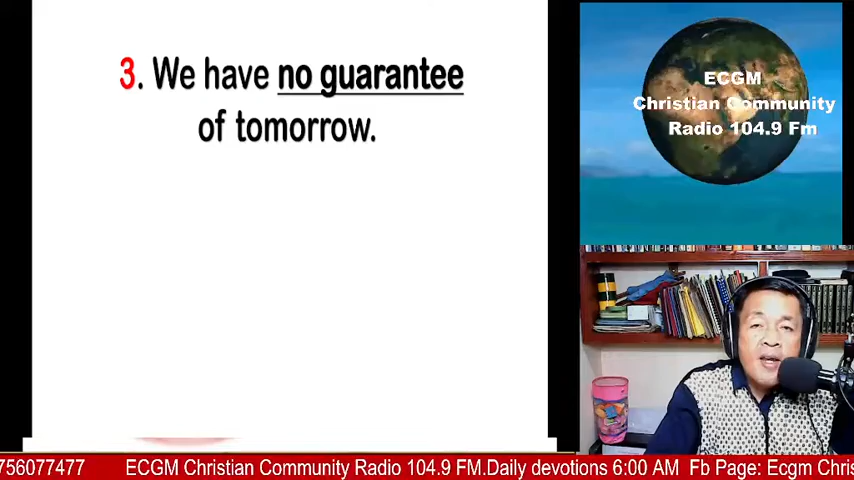 3. We have no guarantee
of tomorrow.
ECGM
Christian Community
Radio 104.9 Fm
756077477 ECGM Christian Community Radio 104.9 FM.Daily devotions 6:00 AM Fb Page: Ecgm Chris